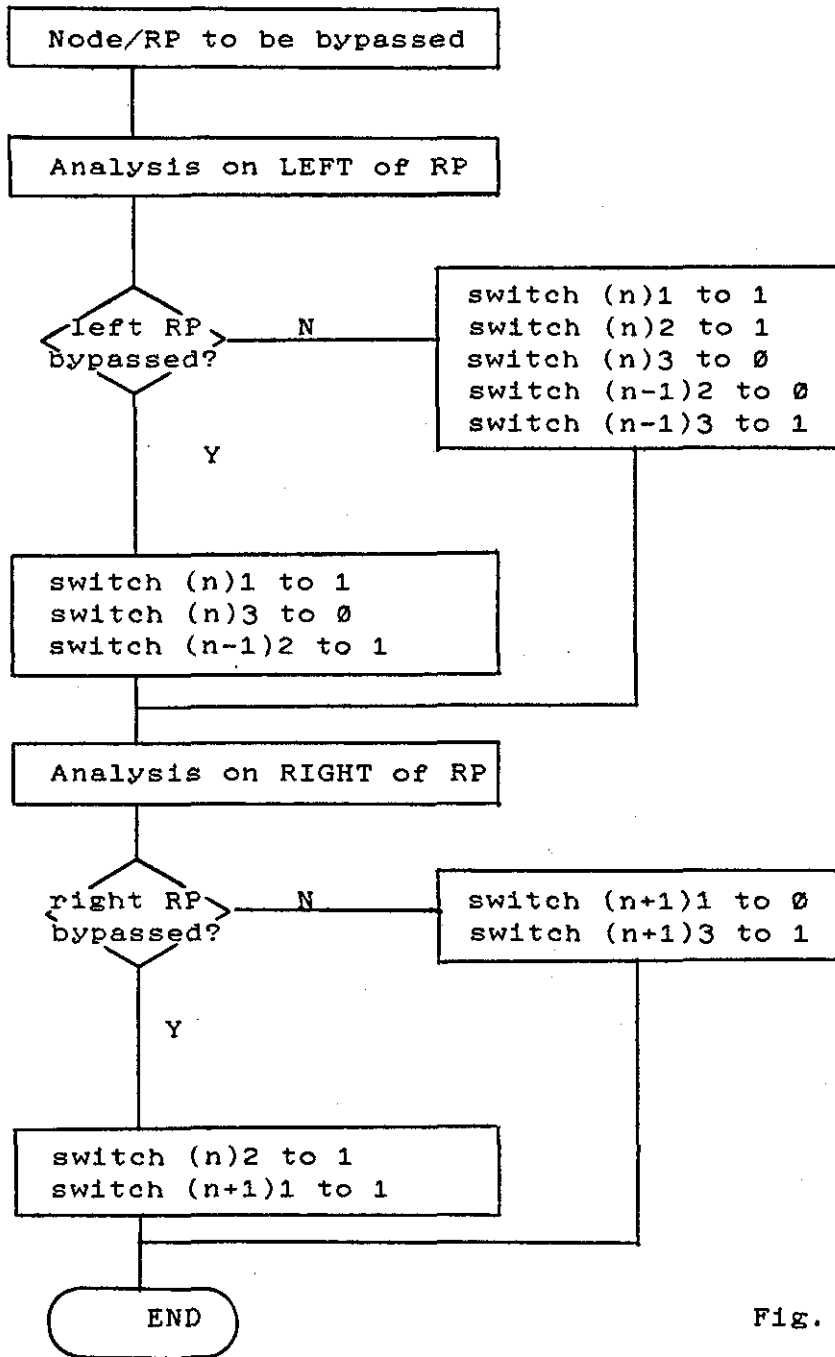 Node/RP to be bypassed
Analysis on LEFT of RP
left RP
bypassed?
N
switch (n)1 to 1
switch (n)2 to 1
switch (n)3 to Ø
switch (n-1)2 to Ø
switch (n-1)3 to 1
Y
switch (n)1 to 1
switch (n)3 to Ø
switch (n-1)2 to 1
Analysis on RIGHT of RP
right RP
bypassed?
N
switch (n+1)1 to Ø
switch (n+1)3 to 1
Y
switch (n)2 to 1
switch (n+1)1 to 1
END
Fig.